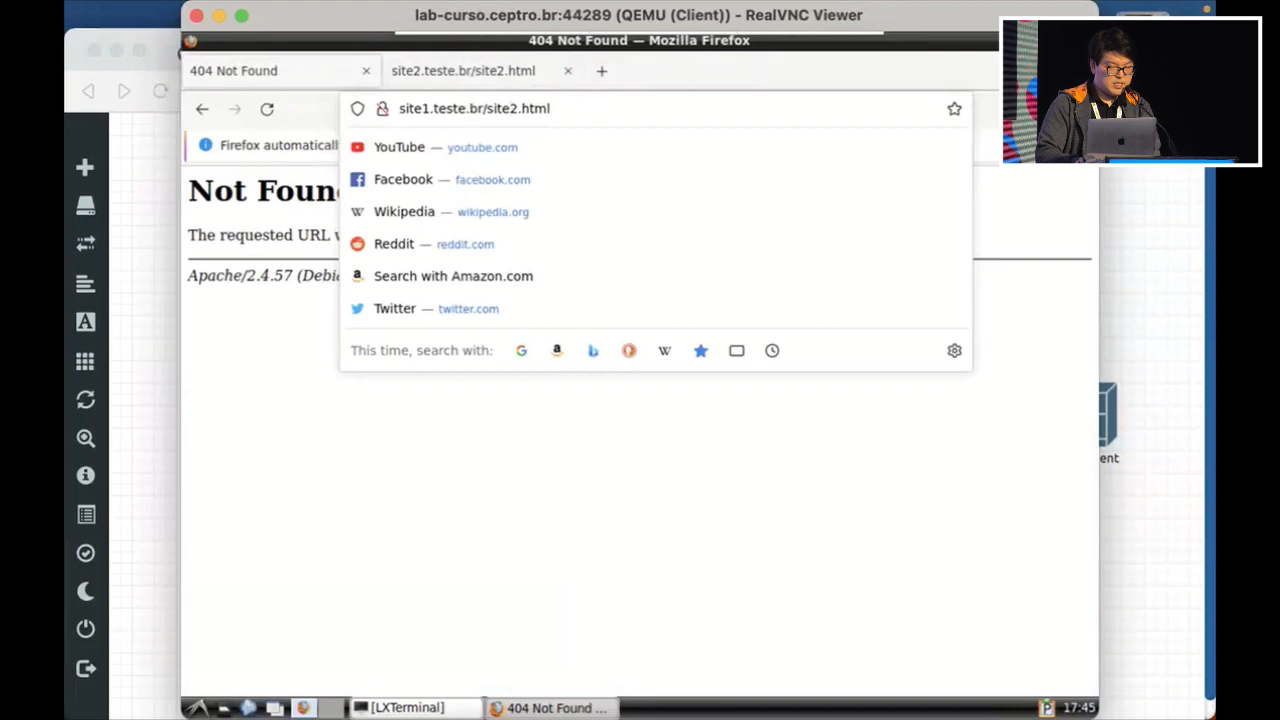 lab-curso.ceptro.br:44289 (QEMU (Client)) - RealVNC Viewer
404 Not Found — Mozilla Firefox
404 Not Found
site2.teste.br/site2.html
site1.teste.br/site2.html
Firefox automaticall
YouTube — youtube.com
Facebook — facebook.com
Not Foun
Wikipedia — wikipedia.org
The requested URL w
Reddit — reddit.com
Apache/2.4.57 (Debi
Search with Amazon.com
Twitter — twitter.com
This time, search with:
ent
[LXTerminal]
404 Not Found ...
17:45